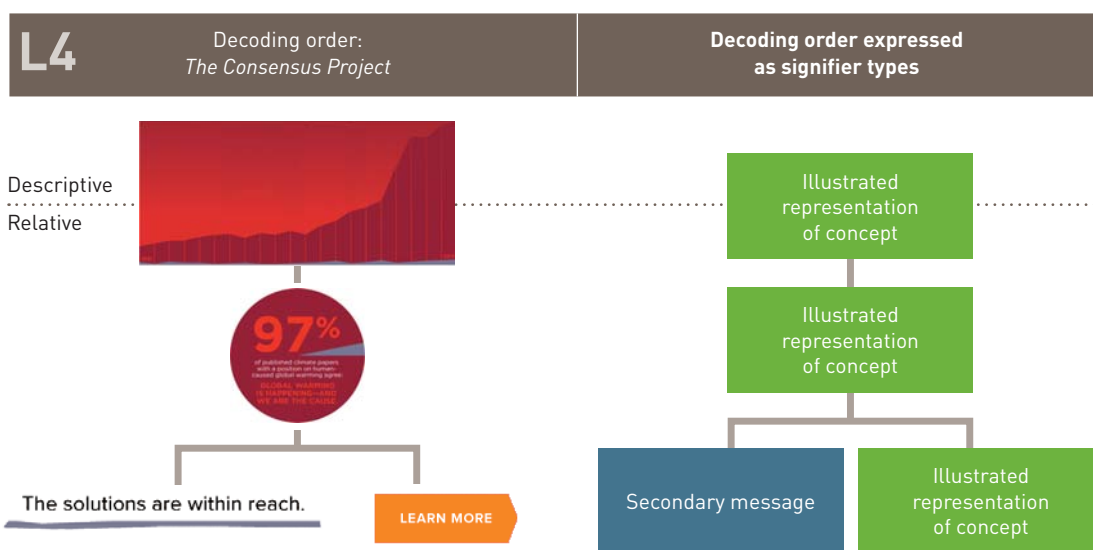 L4
Decoding order:
The Consensus Project
Decoding order expressed
as signifier types
Descriptive
Relative
Illustrated
representation
of concept
97%
of published climate papers
with a position on human-
caused global warming agree:
GLOBAL WARMING
IS HAPPENING—AND
WE ARE THE CAUSE.
Illustrated
representation
of concept
The solutions are within reach.
LEARN MORE
Secondary message
Illustrated
representation
of concept